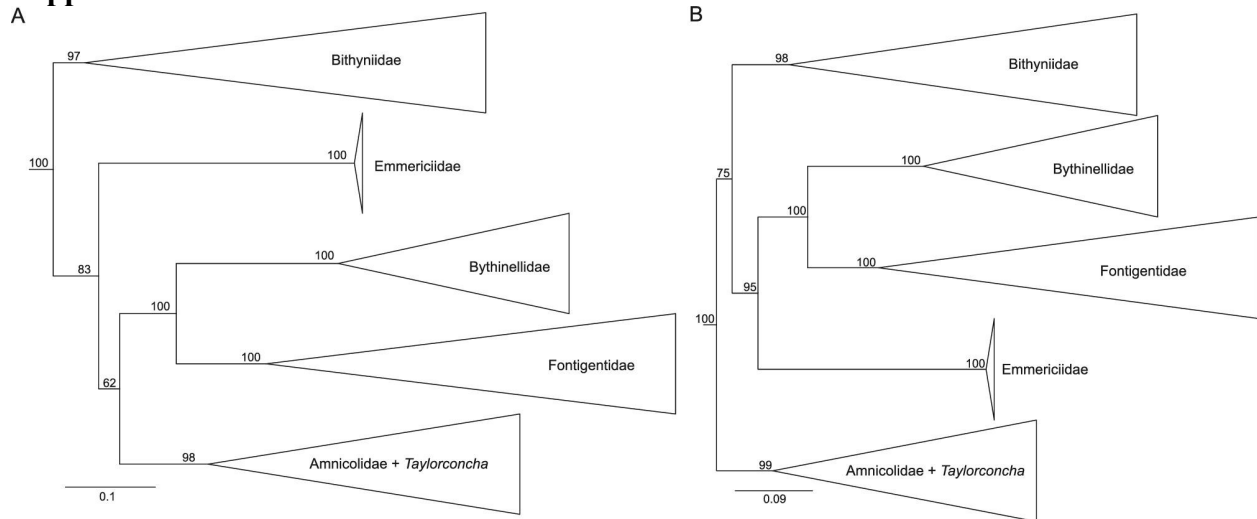 A
97
Bithyniidae
100
100
Emmericiidae
83
100
Bythinellidae
100
100
Fontigentidae
62
98
Amnicolidae + Taylorconcha
0.1
B
98
Bithyniidae
75
100
Bythinellidae
100
100
Fontigentidae
95
100
100
Emmericiidae
99
Amnicolidae + Taylorconcha
0.09